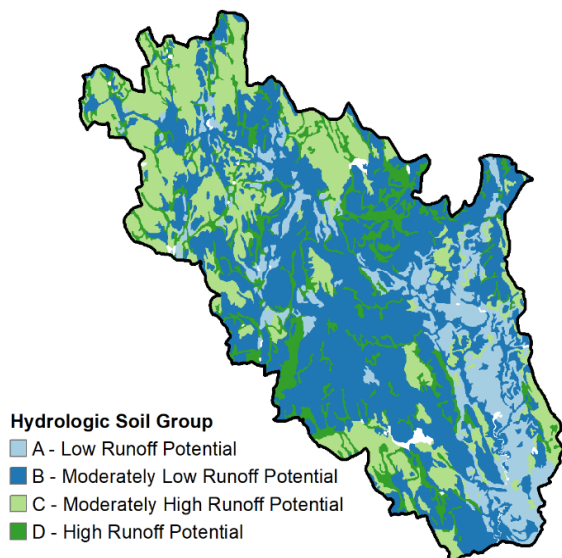 Hydrologic Soil Group
A - Low Runoff Potential
B - Moderately Low Runoff Potential
C - Moderately High Runoff Potential
D - High Runoff Potential